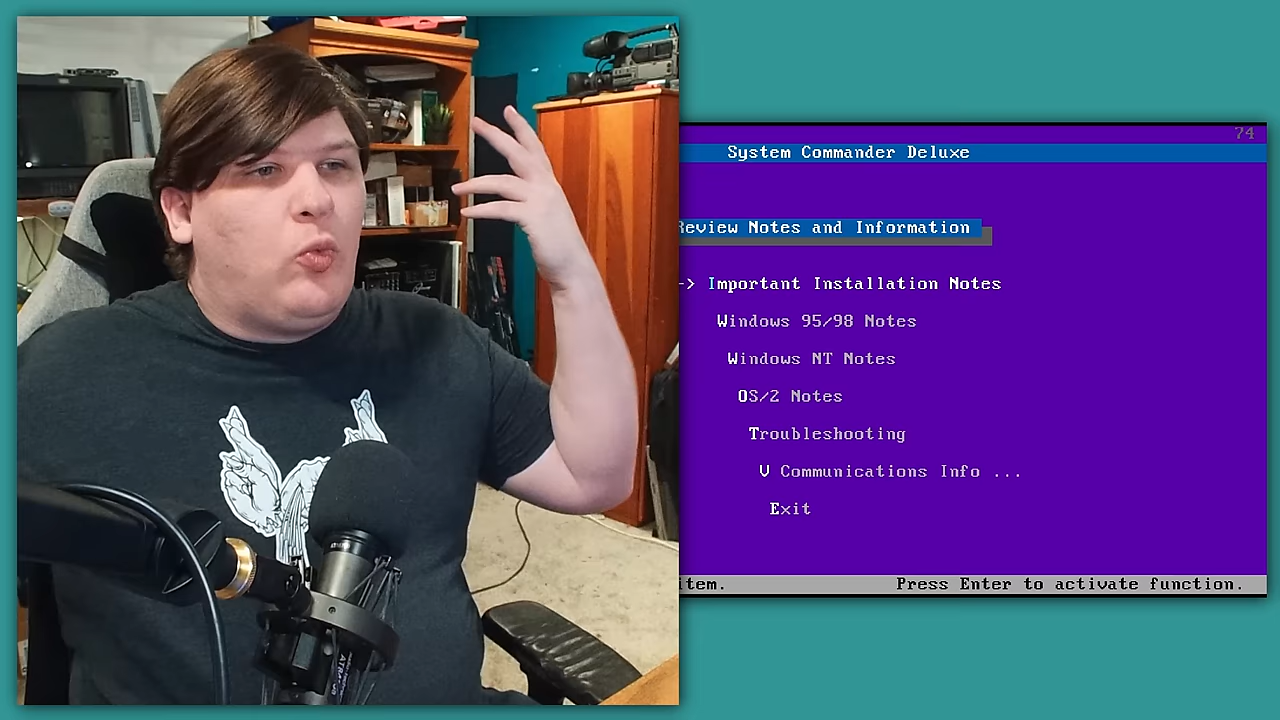 74
System Commander Deluxe
Review Notes and Information
-> Important Installation Notes
Windows 95/98 Notes
Windows NT Notes
OS/2 Notes
Troubleshooting
V Communications Info ...
Exit
item. Press Enter to activate function.